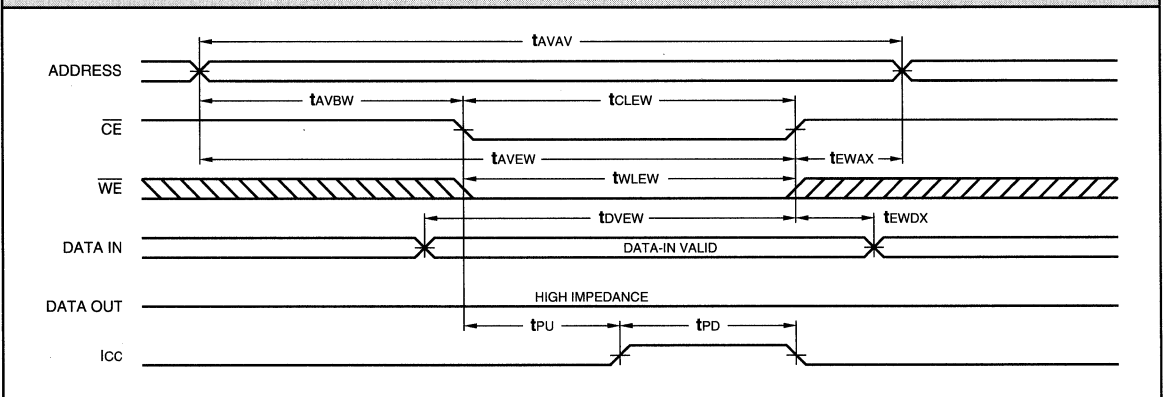 tAVAV
ADDRESS
tAVBW tCLEW
CE
tAVEW tEWAX
tWLEW
WE
tDVEW tEWDX
DATA IN DATA-IN VALID
HIGH IMPEDANCE
DATA OUT
tPU tPD
ICC